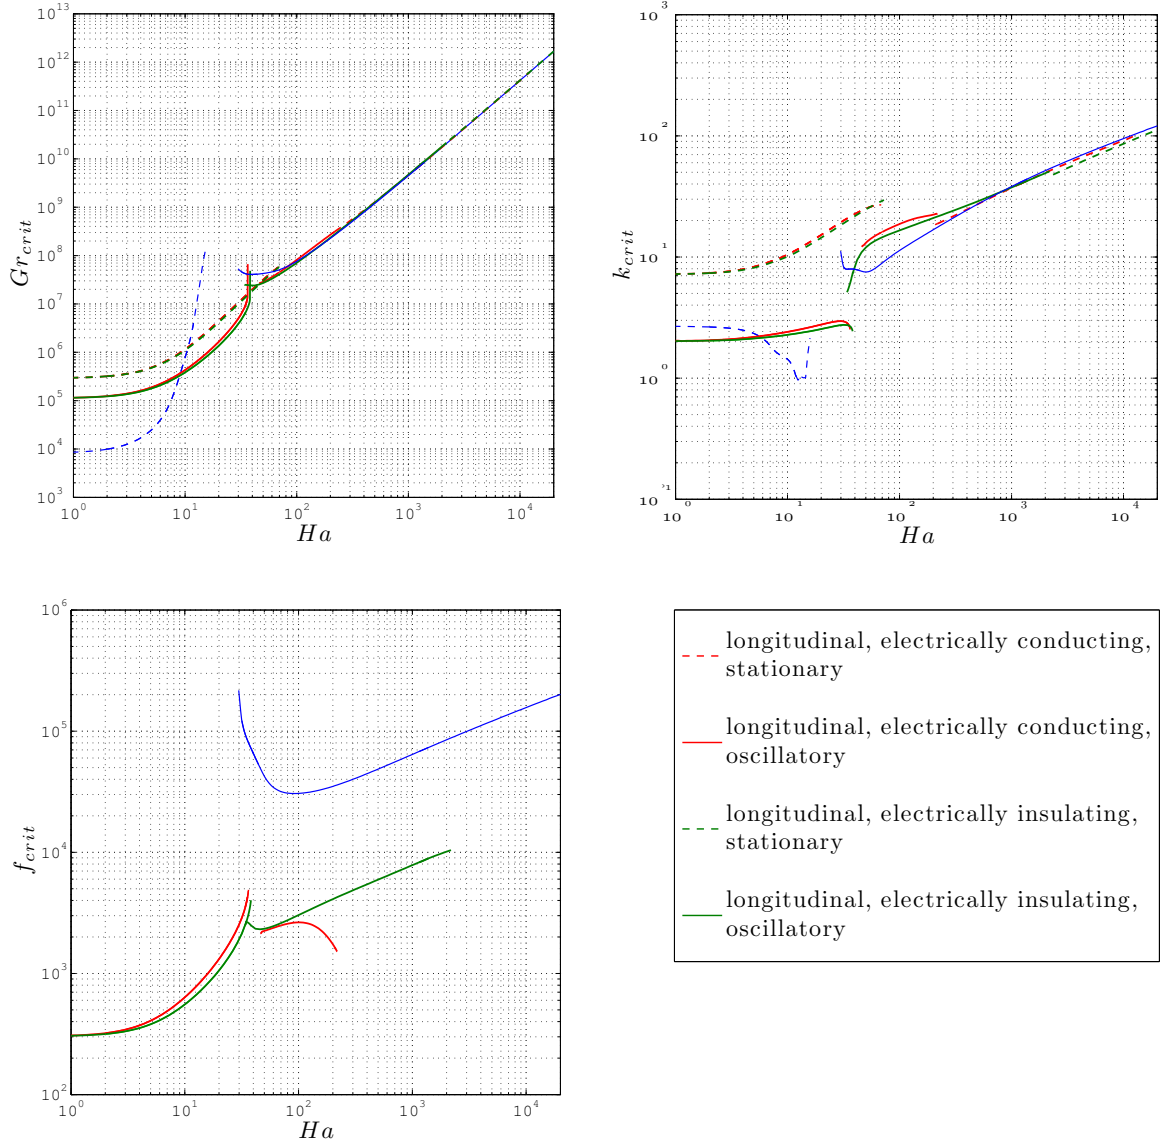 10^13
10^12
10^11
10^10
10^9
10^8
10^7
10^6
10^5
10^4
10^3
Gr_crit
10^0 10^1 10^2 10^3 10^4
Ha
10^3
10^2
10^1
10^0
k_crit
10^0 10^1 10^2 10^3 10^4
Ha
10^6
10^5
10^4
10^3
10^2
f_crit
10^0 10^1 10^2 10^3 10^4
Ha
longitudinal, electrically conducting,
stationary
longitudinal, electrically conducting,
oscillatory
longitudinal, electrically insulating,
stationary
longitudinal, electrically insulating,
oscillatory